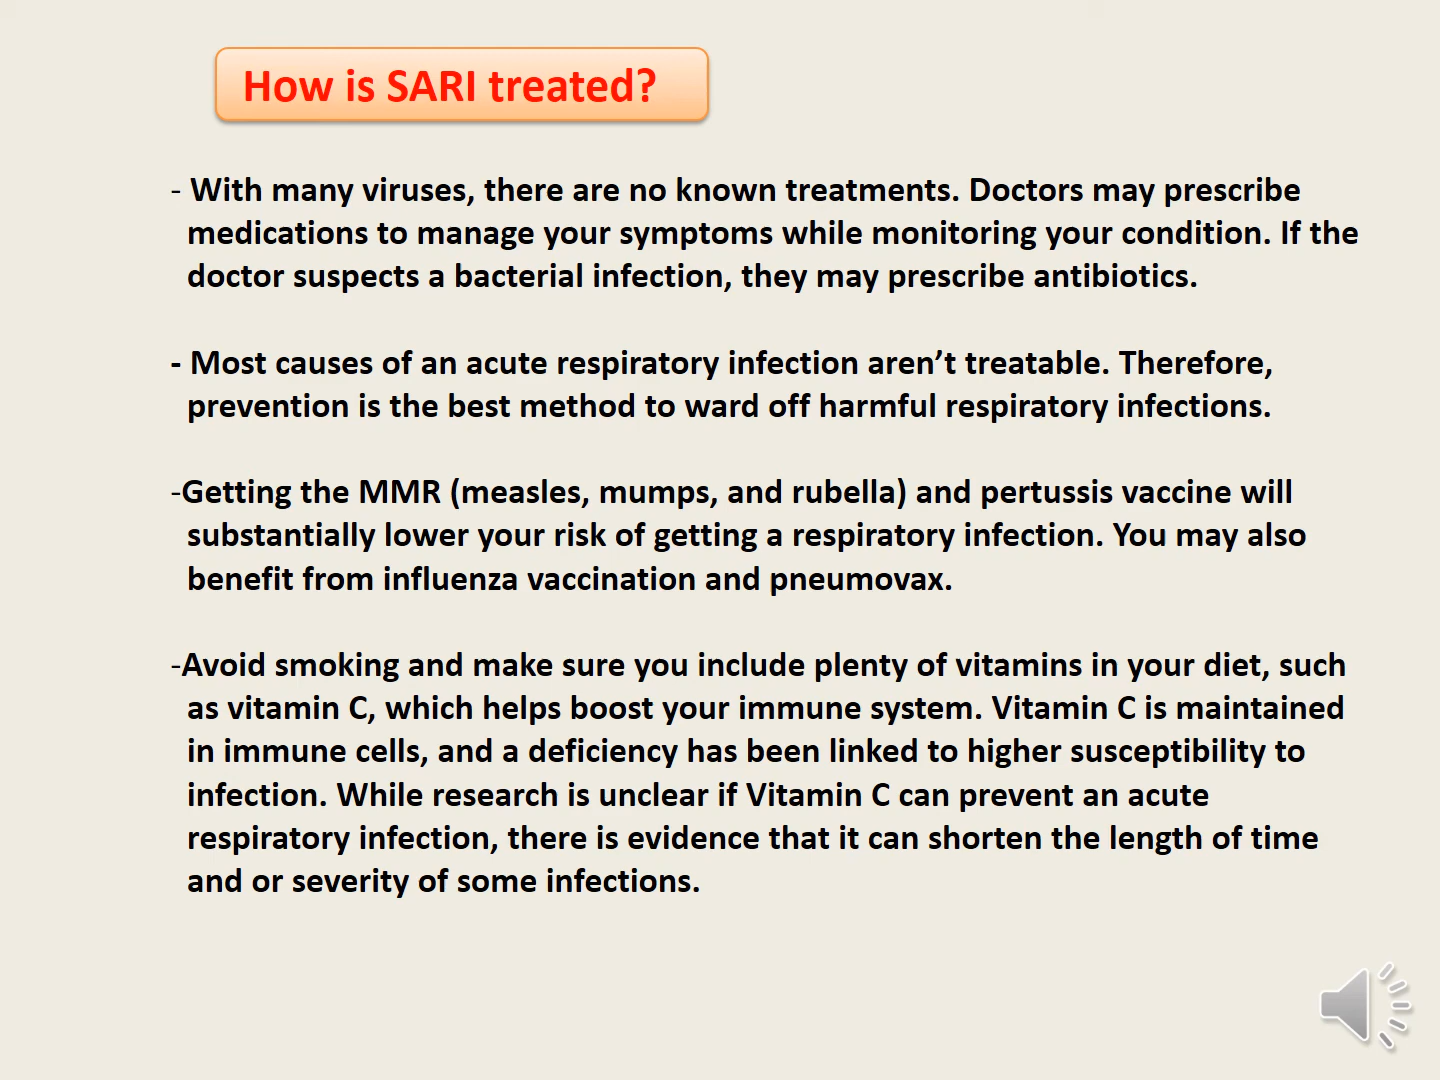 How is SARI treated?
- With many viruses, there are no known treatments. Doctors may prescribe
medications to manage your symptoms while monitoring your condition. If the
doctor suspects a bacterial infection, they may prescribe antibiotics.
- Most causes of an acute respiratory infection aren’t treatable. Therefore,
prevention is the best method to ward off harmful respiratory infections.
-Getting the MMR (measles, mumps, and rubella) and pertussis vaccine will
substantially lower your risk of getting a respiratory infection. You may also
benefit from influenza vaccination and pneumovax.
-Avoid smoking and make sure you include plenty of vitamins in your diet, such
as vitamin C, which helps boost your immune system. Vitamin C is maintained
in immune cells, and a deficiency has been linked to higher susceptibility to
infection. While research is unclear if Vitamin C can prevent an acute
respiratory infection, there is evidence that it can shorten the length of time
and or severity of some infections.